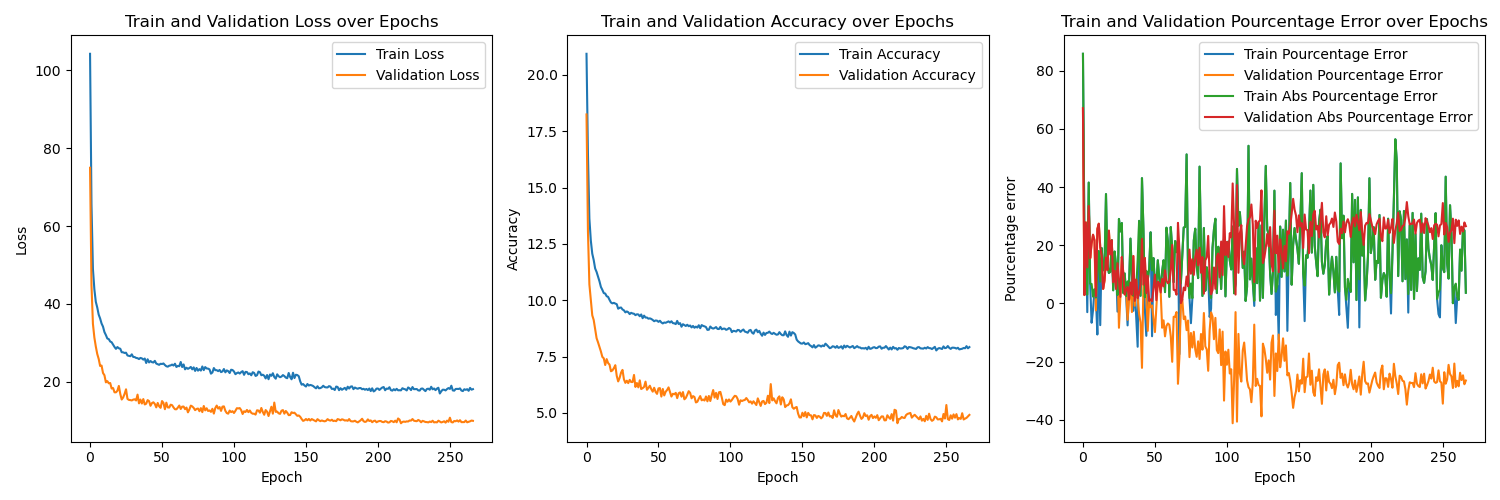 Train and Validation Loss over Epochs
Train Loss
Validation Loss
100
80
60
40
20
0
50
100
150
200
250
Loss
Epoch
Train and Validation Accuracy over Epochs
Train Accuracy
Validation Accuracy
20.0
17.5
15.0
12.5
10.0
7.5
5.0
0
50
100
150
200
250
Accuracy
Epoch
Train and Validation Pourcentage Error over Epochs
Train Pourcentage Error
Validation Pourcentage Error
Train Abs Pourcentage Error
Validation Abs Pourcentage Error
80
60
40
20
0
−20
−40
0
50
100
150
200
250
Pourcentage error
Epoch